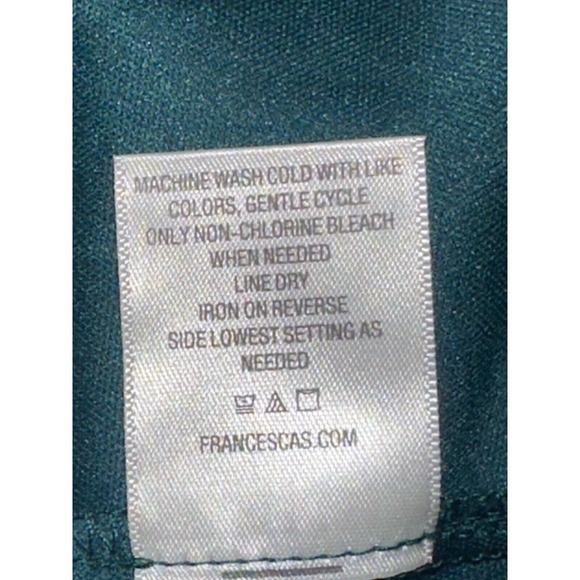 MACHINE WASH COLD WITH LIKE
COLORS, GENTLE CYCLE
ONLY NON-CHLORINE BLEACH
WHEN NEEDED
LINE DRY
IRON ON REVERSE
SIDE LOWEST SETTING AS
NEEDED
FRANCESCAS.COM